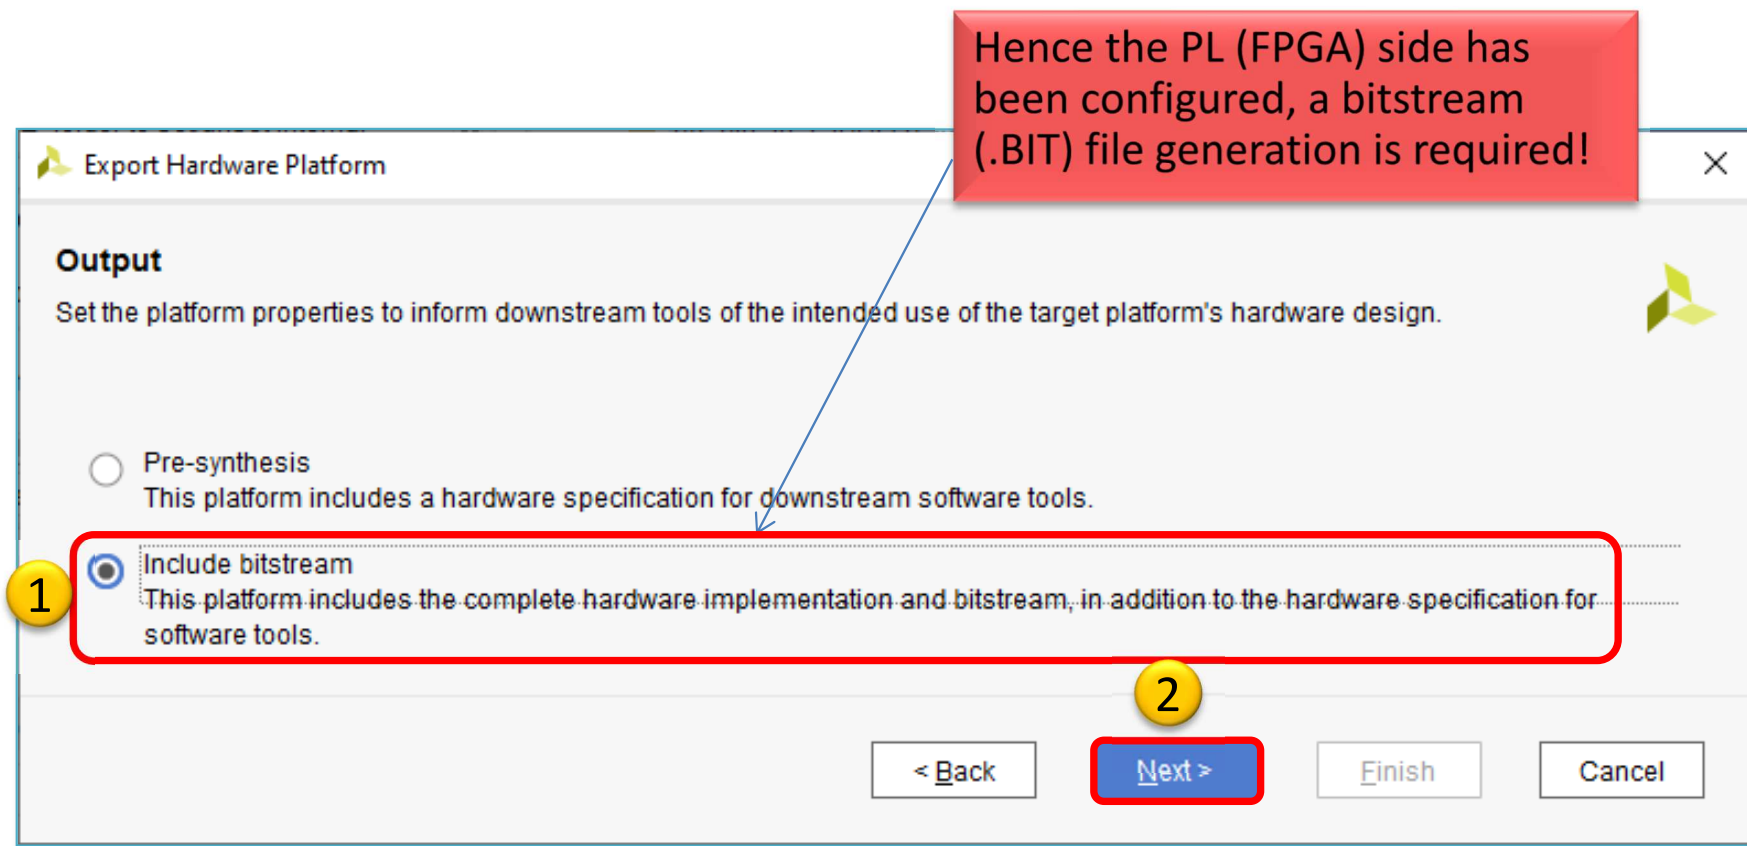 Hence the PL (FPGA) side has
been configured, a bitstream
(.BIT) file generation is required!
Export Hardware Platform
Output
Set the platform properties to inform downstream tools of the intended use of the target platform's hardware design.
Pre-synthesis
This platform includes a hardware specification for downstream software tools.
1
Include bitstream
This platform includes the complete hardware implementation and bitstream, in addition to the hardware specification for
software tools.
2
< Back
Next >
Finish
Cancel